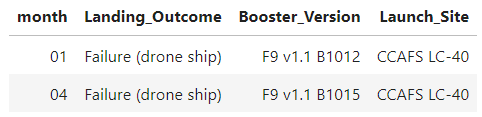 month Landing_Outcome Booster_Version Launch_Site
01 Failure (drone ship) F9 v1.1 B1012 CCAFS LC-40
04 Failure (drone ship) F9 v1.1 B1015 CCAFS LC-40